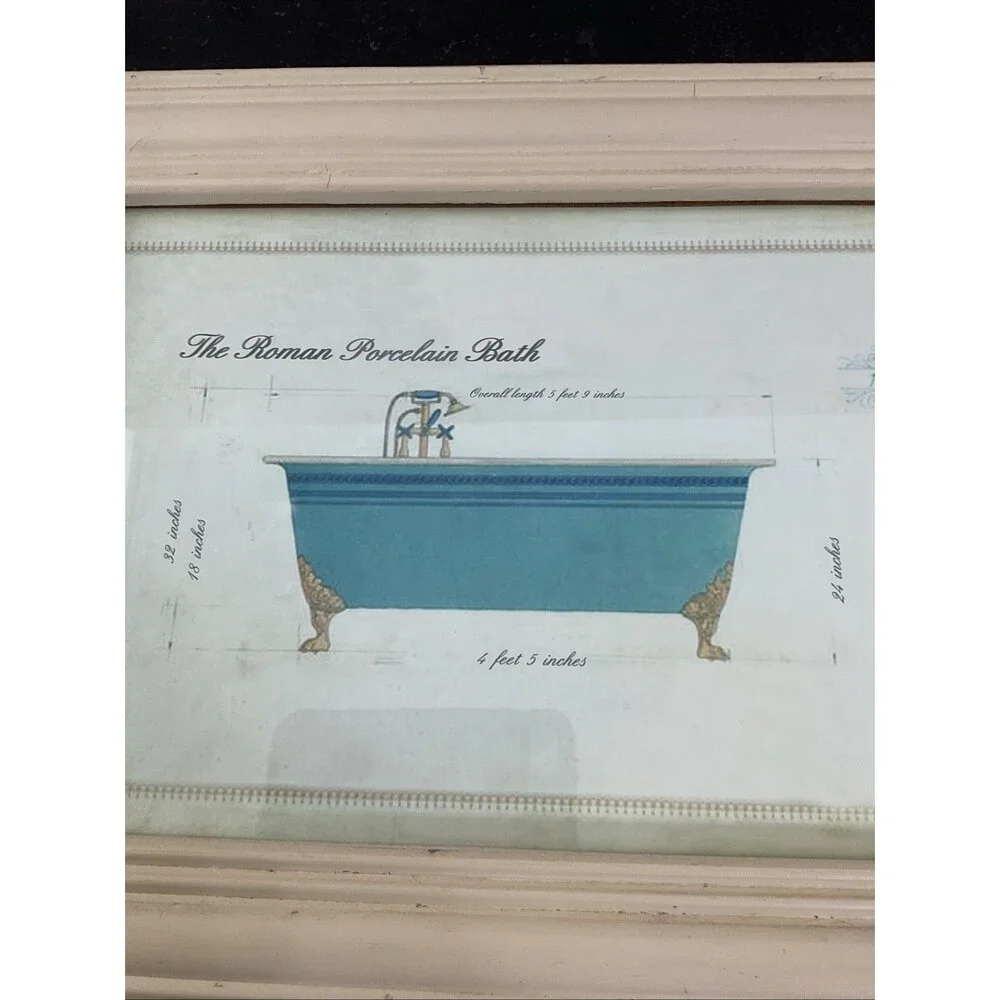 The Roman Porcelain Bath
Overall length 5 feet 9 inches
32 inches
18 inches
24 inches
4 feet 5 inches